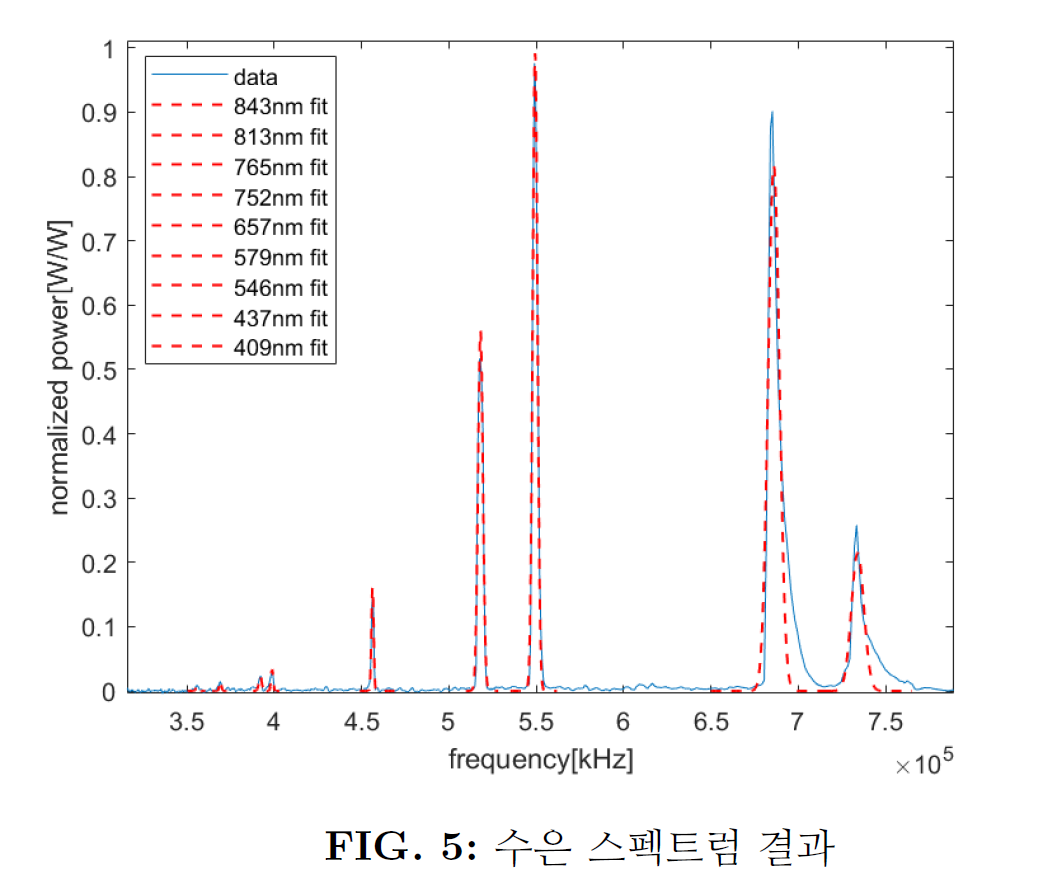 1
0.9
0.8
0.7
0.6
0.5
0.4
0.3
0.2
0.1
0
normalized power[W/W]
data
843nm fit
813nm fit
765nm fit
752nm fit
657nm fit
579nm fit
546nm fit
437nm fit
409nm fit
3.5 4 4.5 5 5.5 6 6.5 7 7.5
frequency[kHz]
×10⁵
FIG. 5: 수은 스펙트럼 결과